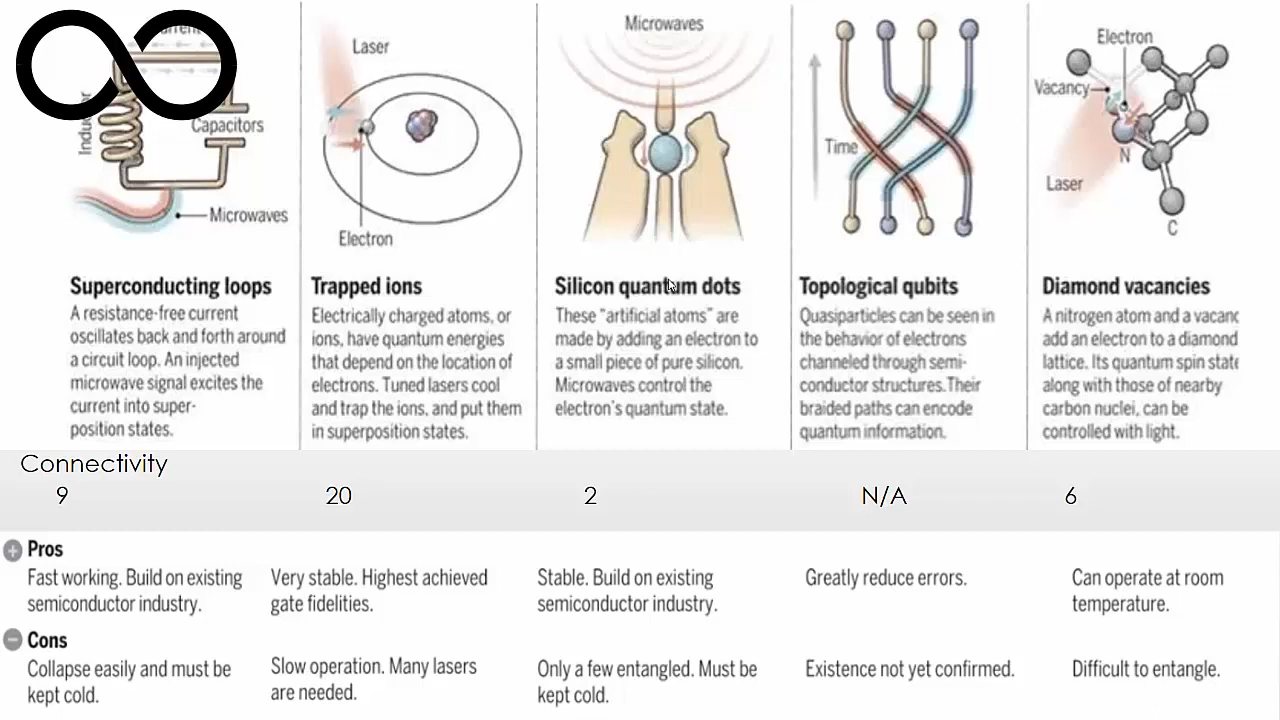 Capacitors
Microwaves
Superconducting loops
A resistance-free current
oscillates back and forth around
a circuit loop. An injected
microwave signal excites the
current into super-
position states.
Laser
Electron
Trapped ions
Electrically charged atoms, or
ions, have quantum energies
that depend on the location of
electrons. Tuned lasers cool
and trap the ions, and put them
in superposition states.
Microwaves
Silicon quantum dots
These “artificial atoms” are
made by adding an electron to
a small piece of pure silicon.
Microwaves control the
electron’s quantum state.
Time
Topological qubits
Quasiparticles can be seen in
the behavior of electrons
channeled through semi-
conductor structures. Their
braided paths can encode
quantum information.
Electron
Vacancy
N
Laser
C
Diamond vacancies
A nitrogen atom and a vacanc
add an electron to a diamond
lattice. Its quantum spin state
along with those of nearby
carbon nuclei, can be
controlled with light.
Connectivity
9 20 2 N/A 6
Pros
Fast working. Build on existing
semiconductor industry.
Very stable. Highest achieved
gate fidelities.
Stable. Build on existing
semiconductor industry.
Greatly reduce errors.
Can operate at room
temperature.
Cons
Collapse easily and must be
kept cold.
Slow operation. Many lasers
are needed.
Only a few entangled. Must be
kept cold.
Existence not yet confirmed.
Difficult to entangle.